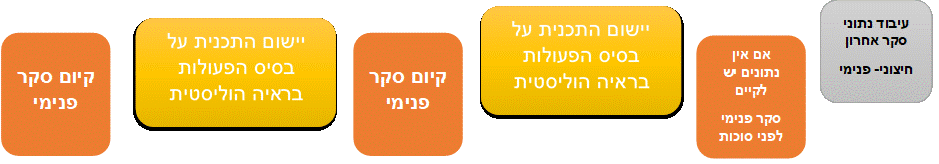 עיבוד נתוני
סקר אחרון
חיצוני- פנימי
אם אין
נתונים יש
לקיים
סקר פנימי
לפני סוכות
יישום התכנית על
בסיס הפעולות
בראיה הוליסטית
קיום סקר
פנימי
יישום התכנית על
בסיס הפעולות
בראיה הוליסטית
קיום סקר
פנימי